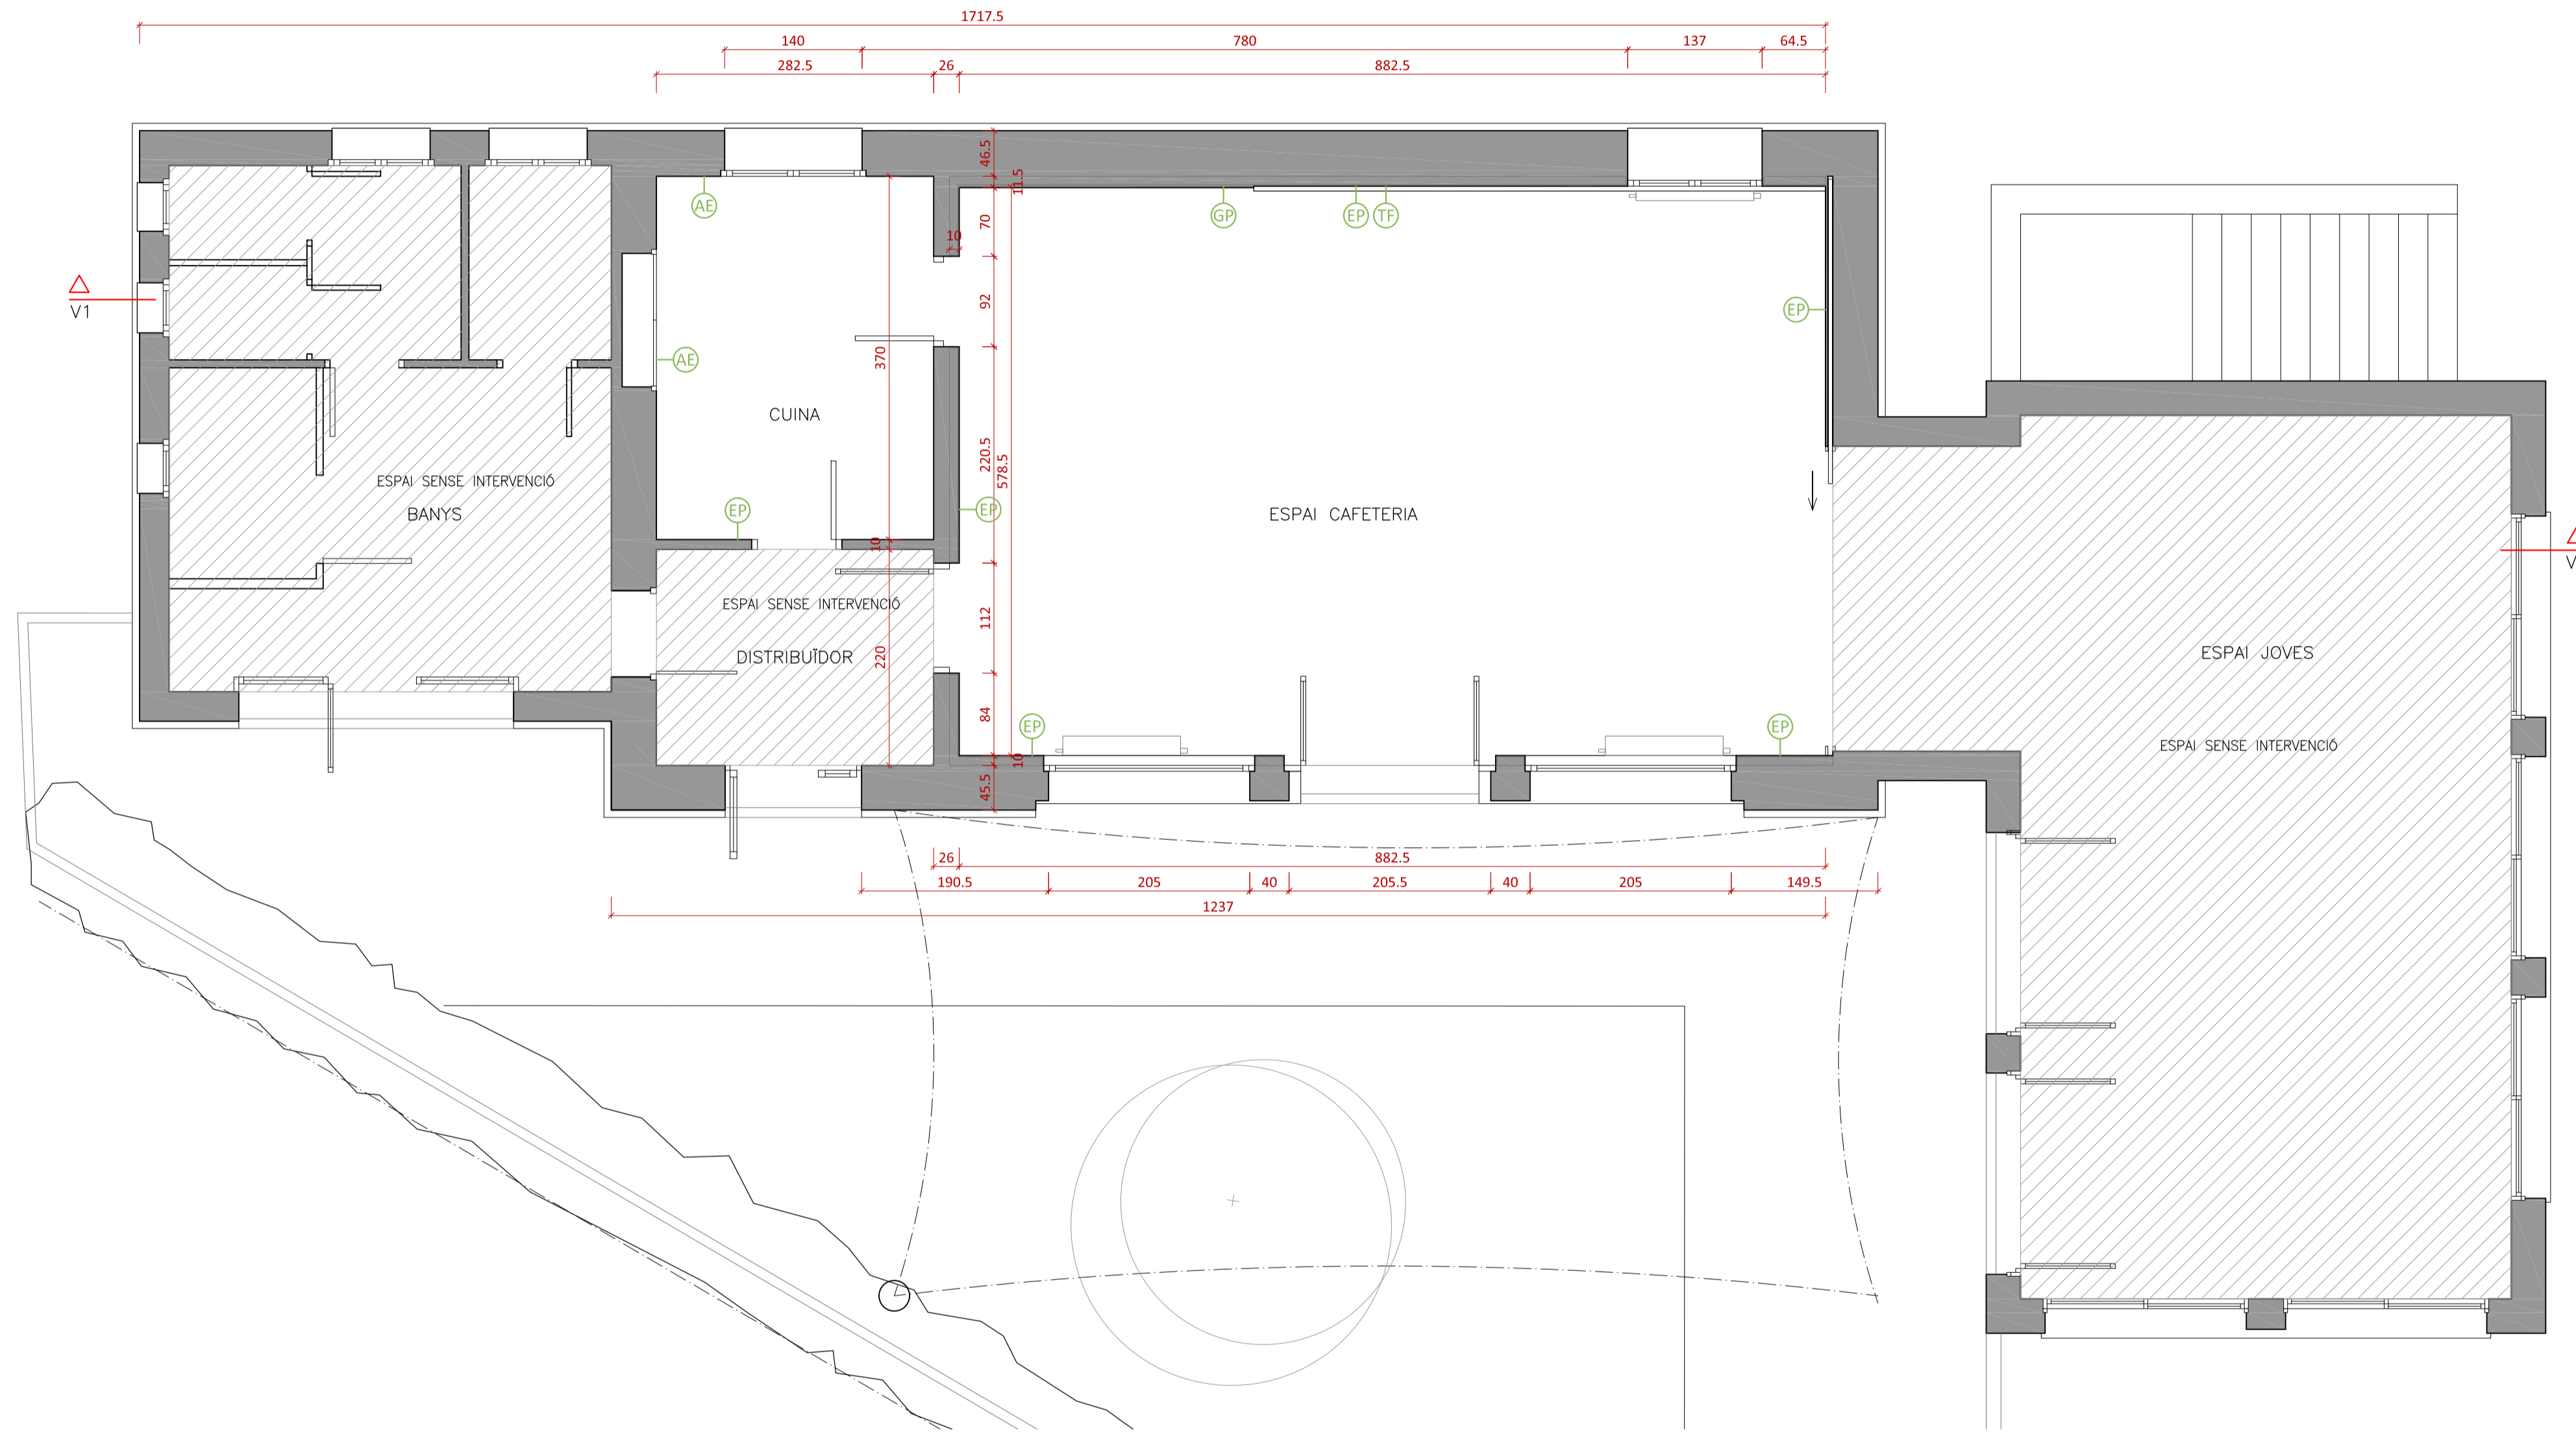 1717.5
140
780
137
64.5
282.5
26
882.5
46.5
11.5
AE
GP
EP
TF
70
10
92
EP
V1
AE
370
CUINA
220.5
578.5
ESPAI SENSE INTERVENCIÓ
BANYS
EP
EP
ESPAI CAFETERIA
10
ESPAI SENSE INTERVENCIÓ
112
DISTRIBUÏDOR
220
ESPAI JOVES
84
EP
EP
ESPAI SENSE INTERVENCIÓ
10
45.5
26
882.5
190.5
205
40
205.5
40
205
149.5
1237